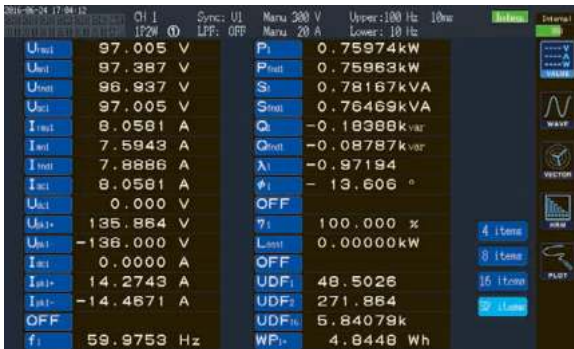 2016-06-24 17:04:12
CH 1 Sync: U1 Manu 300 V Upper:100 Hz 10ms Internal
1P2W ① LPF: OFF Manu 20 A Lower: 10 Hz
Urms1 97.005 V P1 0.75974kW
Umn1 97.387 V Pfnd1 0.75963kW
Ufnd1 96.937 V S1 0.78167kVA
Uac1 97.005 V Sfnd1 0.76469kVA
Irms1 8.0581 A Q1 -0.18388kvar
Imn1 7.5943 A Qfnd1 -0.08787kvar
Ifnd1 7.8886 A λ1 -0.97194
Iac1 8.0581 A φ1 - 13.606 °
Udc1 0.000 V OFF
Upk1+ 135.864 V η1 100.000 %
Upk1- -136.000 V Loss1 0.00000kW
Idc1 0.0000 A OFF
Ipk1+ 14.2743 A UDF1 48.5026
Ipk1- -14.4671 A UDF2 271.864
OFF UDF16 5.84079k
f1 59.9753 Hz WP1+ 4.8448 Wh
4 items
8 items
16 items
32 items
VALUE
WAVE
VECTOR
PLOT